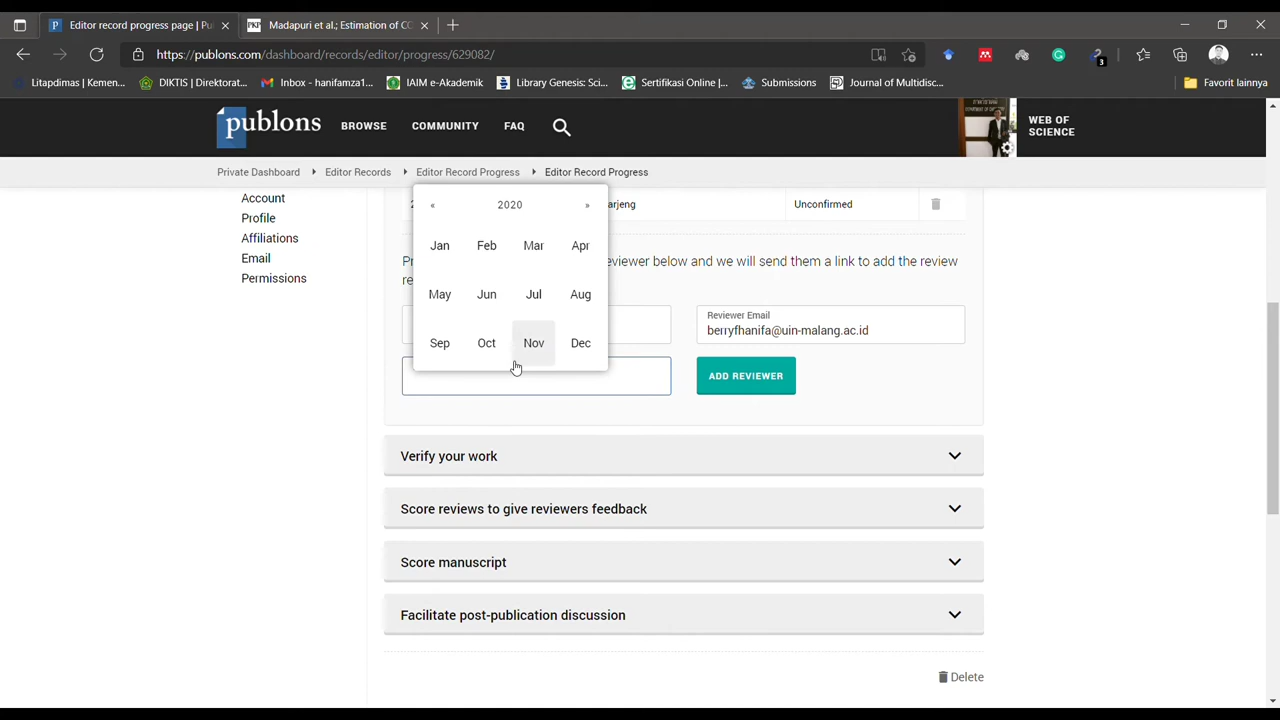 Editor record progress page | Pu
Madapuri et al.; Estimation of CC
https://publons.com/dashboard/records/editor/progress/629082/
3
Litapdimas | Kemen...
DIKTIS | Direktorat...
Inbox - hanifamza1...
IAIM e-Akademik
Library Genesis: Sci...
Sertifikasi Online |...
Submissions
Journal of Multidisc...
Favorit lainnya
publons
BROWSE
COMMUNITY
FAQ
WEB OF
SCIENCE
Private Dashboard
Editor Records
Editor Record Progress
Editor Record Progress
Account
Profile
Affiliations
Email
Permissions
2
arjeng
Unconfirmed
« 2020 »
Jan Feb Mar Apr
May Jun Jul Aug
Sep Oct Nov Dec
eviewer below and we will send them a link to add the review
re
Reviewer Email
berryfhanifa@uin-malang.ac.id
ADD REVIEWER
Verify your work
Score reviews to give reviewers feedback
Score manuscript
Facilitate post-publication discussion
Delete